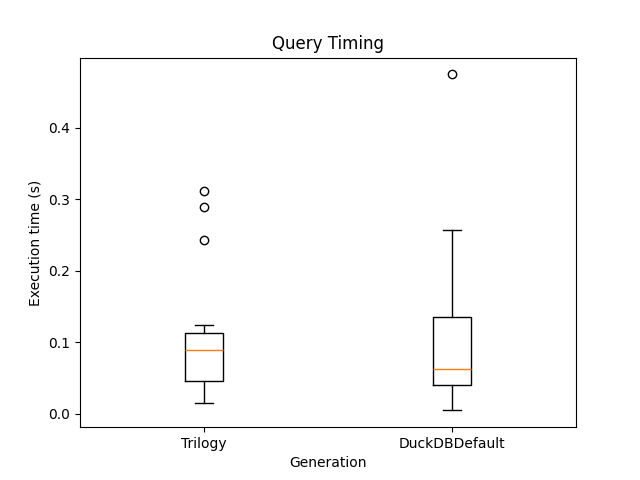 Query Timing
Execution time (s)
0.4
0.3
0.2
0.1
0.0
Trilogy
DuckDBDefault
Generation